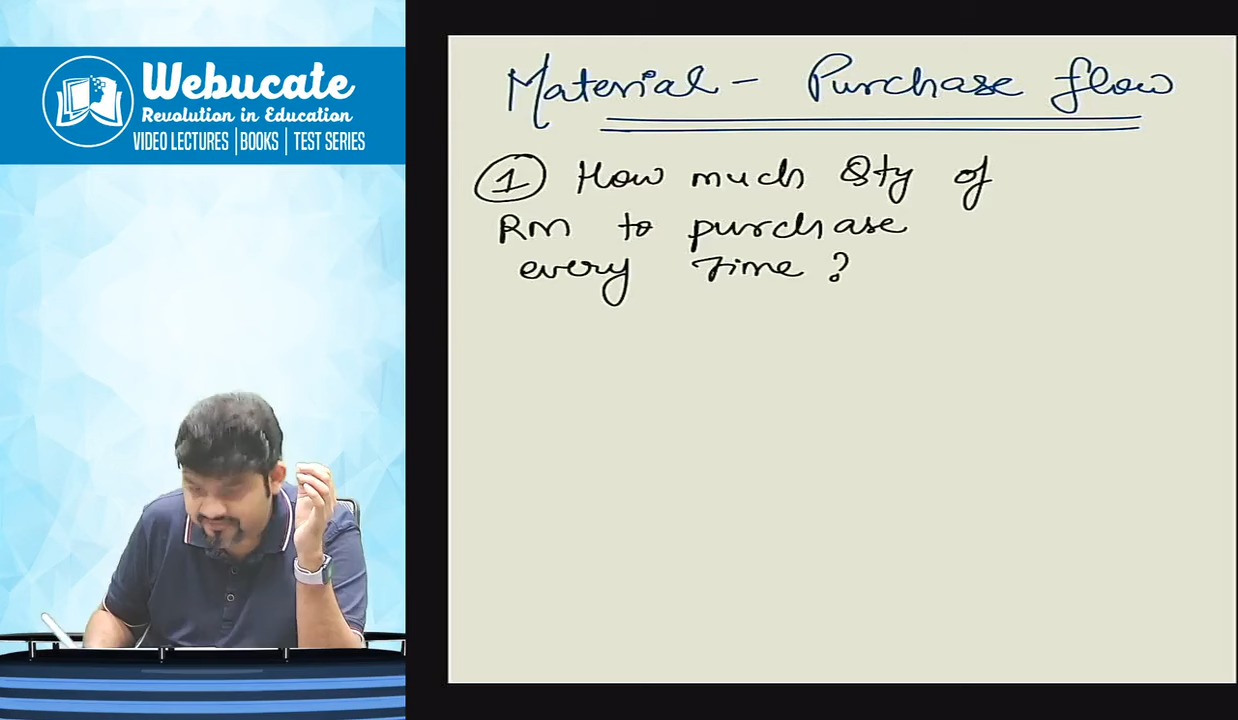 Webucate
Revolution in Education
VIDEO LECTURES | BOOKS | TEST SERIES
Material - Purchase flow
① How much Qty of
RM to purchase
every time ?